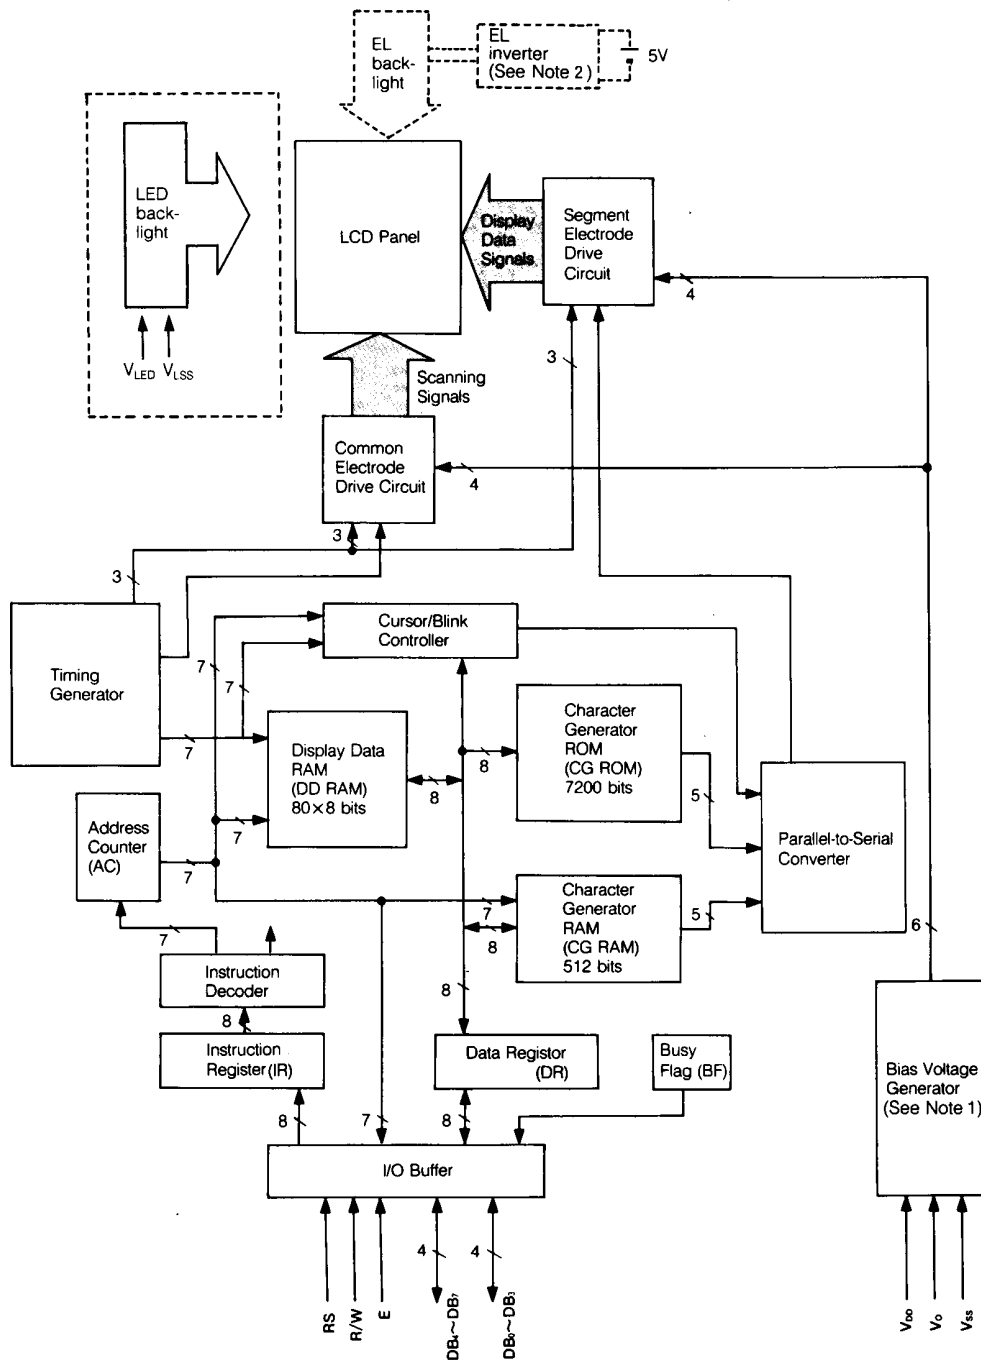 EL
back-
light
EL
inverter
(See Note 2)
5V
LED
back-
light
V_LED
V_LSS
LCD Panel
Display
Data
Signals
Segment
Electrode
Drive
Circuit
4
3
Scanning
Signals
Common
Electrode
Drive Circuit
4
3
3
Timing
Generator
Cursor/Blink
Controller
7
7
7
Display Data
RAM
(DD RAM)
80×8 bits
8
8
Character
Generator
ROM
(CG ROM)
7200 bits
5
Parallel-to-Serial
Converter
Address
Counter
(AC)
7
7
7
8
Character
Generator
RAM
(CG RAM)
512 bits
5
6
7
Instruction
Decoder
8
8
Instruction
Register (IR)
Data Registor
(DR)
Busy
Flag (BF)
Bias Voltage
Generator
(See Note 1)
8
7
8
I/O Buffer
4
4
RS
R/W
E
DB₄~DB₇
DB₀~DB₃
V_DD
V_O
V_SS